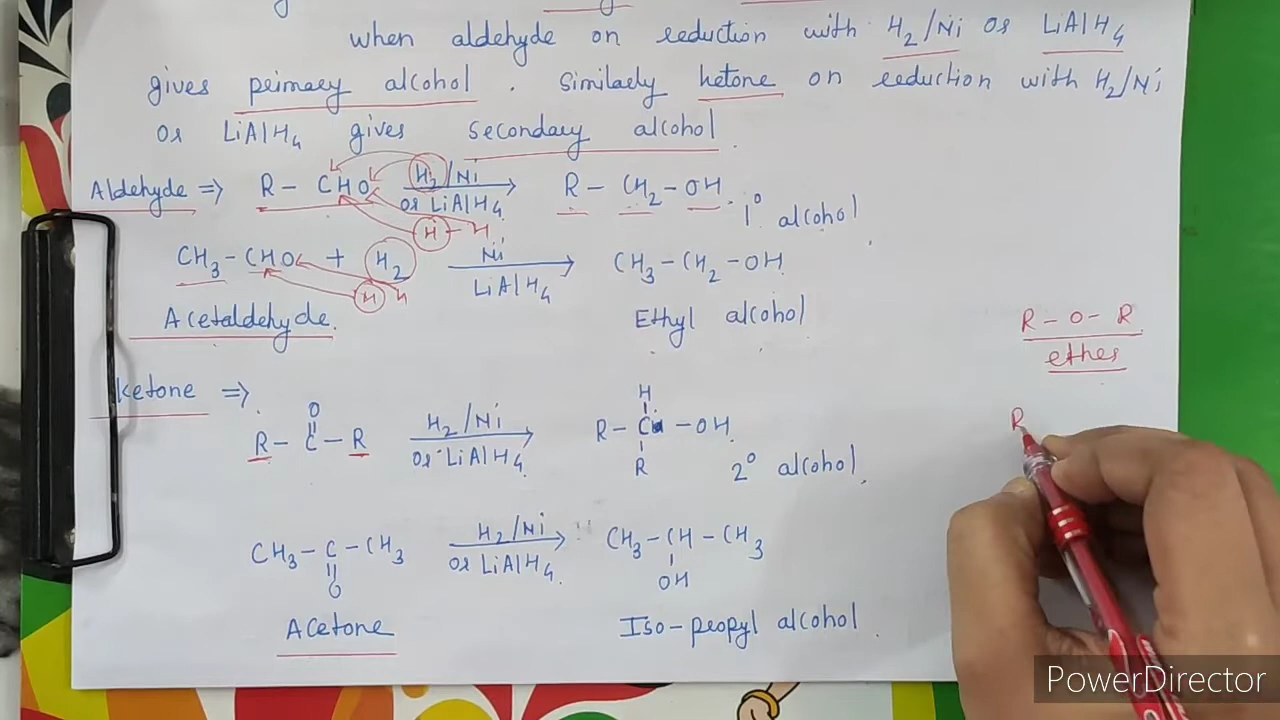 when aldehyde on reduction with H2/Ni or LiAlH4
gives primary alcohol . Similarly ketone on reduction with H2/Ni
or LiAlH4 gives secondary alcohol.
Aldehyde => R - CHO H2/Ni or LiAlH4 R - CH2 - OH.
H - H
1° alcohol
CH3 - CHO + H2 Ni LiAlH4 CH3 - CH2 - OH
H H
Acetaldehyde. Ethyl alcohol
R - O - R
ether
Ketone =>
O H
R - C - R H2/Ni or LiAlH4 R - C - OH
R
2° alcohol
R
CH3 - C - CH3 H2/Ni or LiAlH4 CH3 - CH - CH3
O OH
Acetone Iso-propyl alcohol
PowerDirector